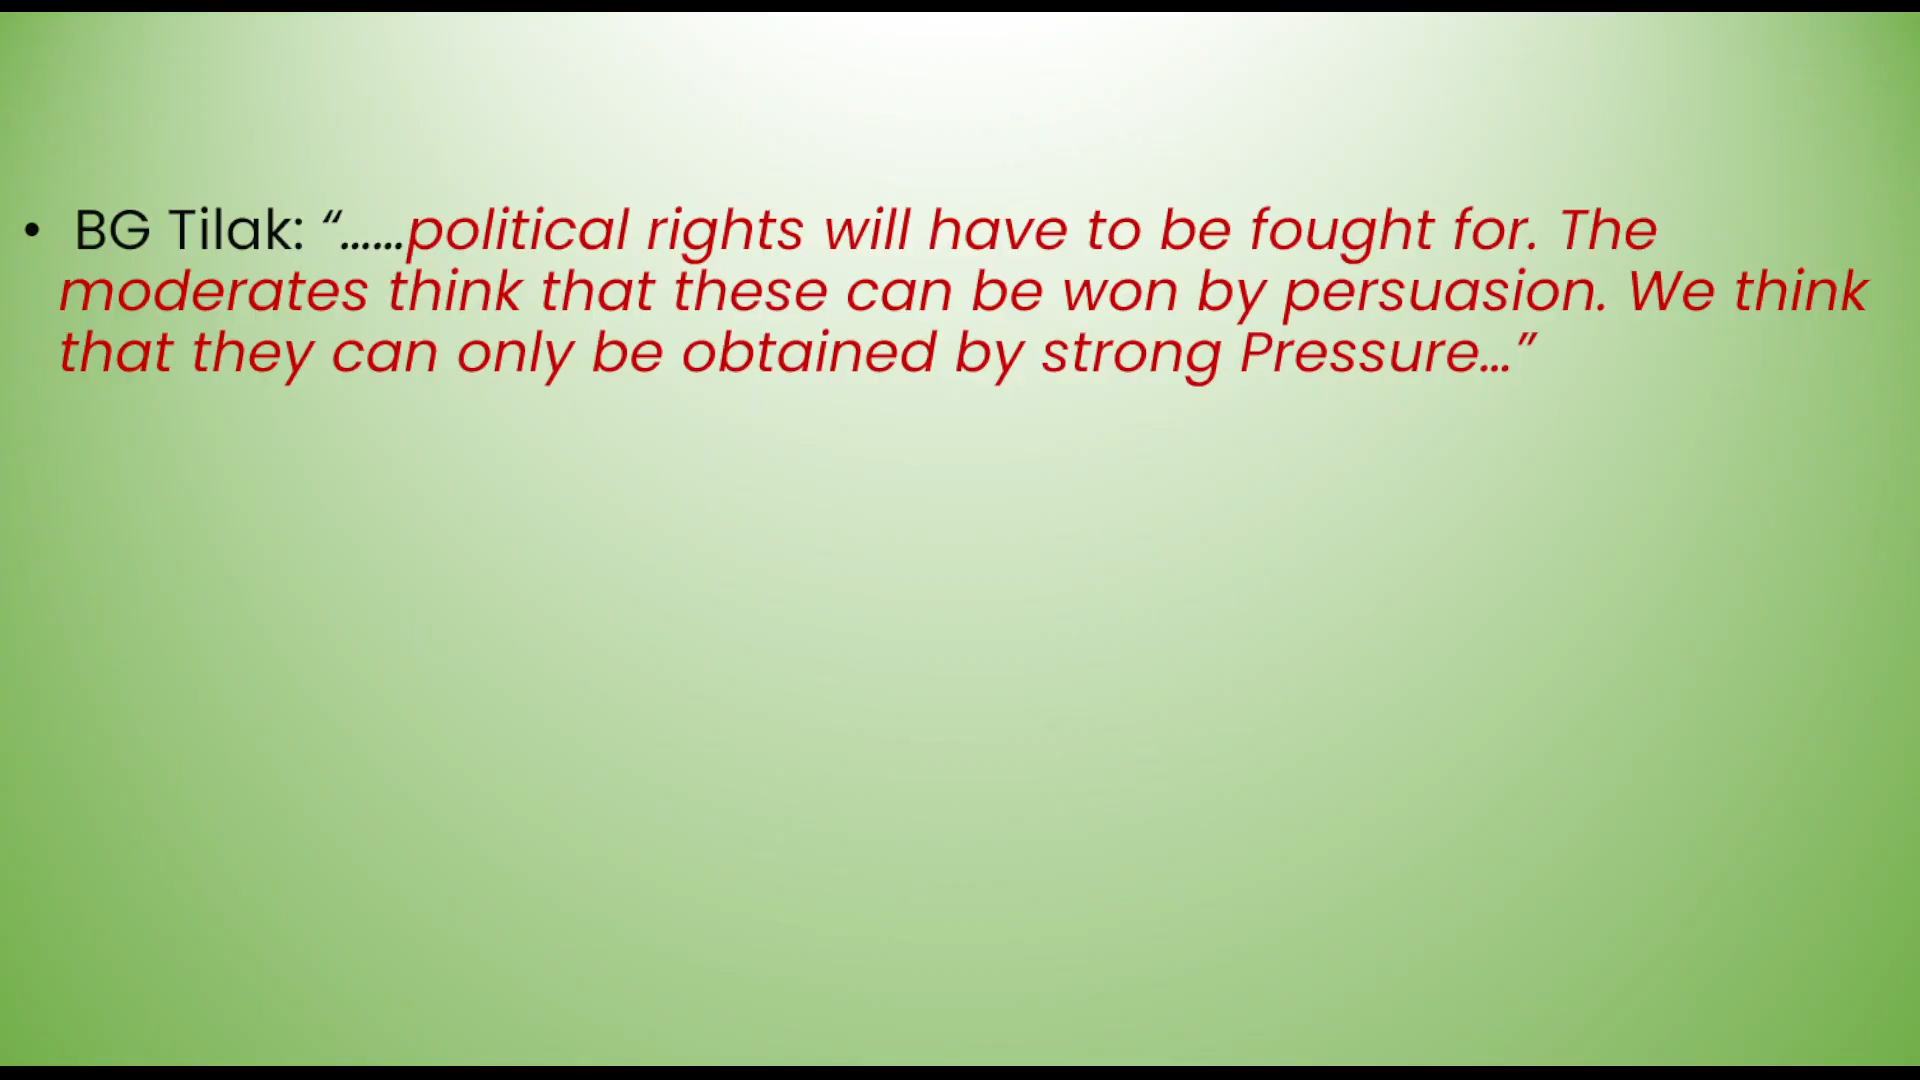 • BG Tilak: “……political rights will have to be fought for. The
moderates think that these can be won by persuasion. We think
that they can only be obtained by strong Pressure…”